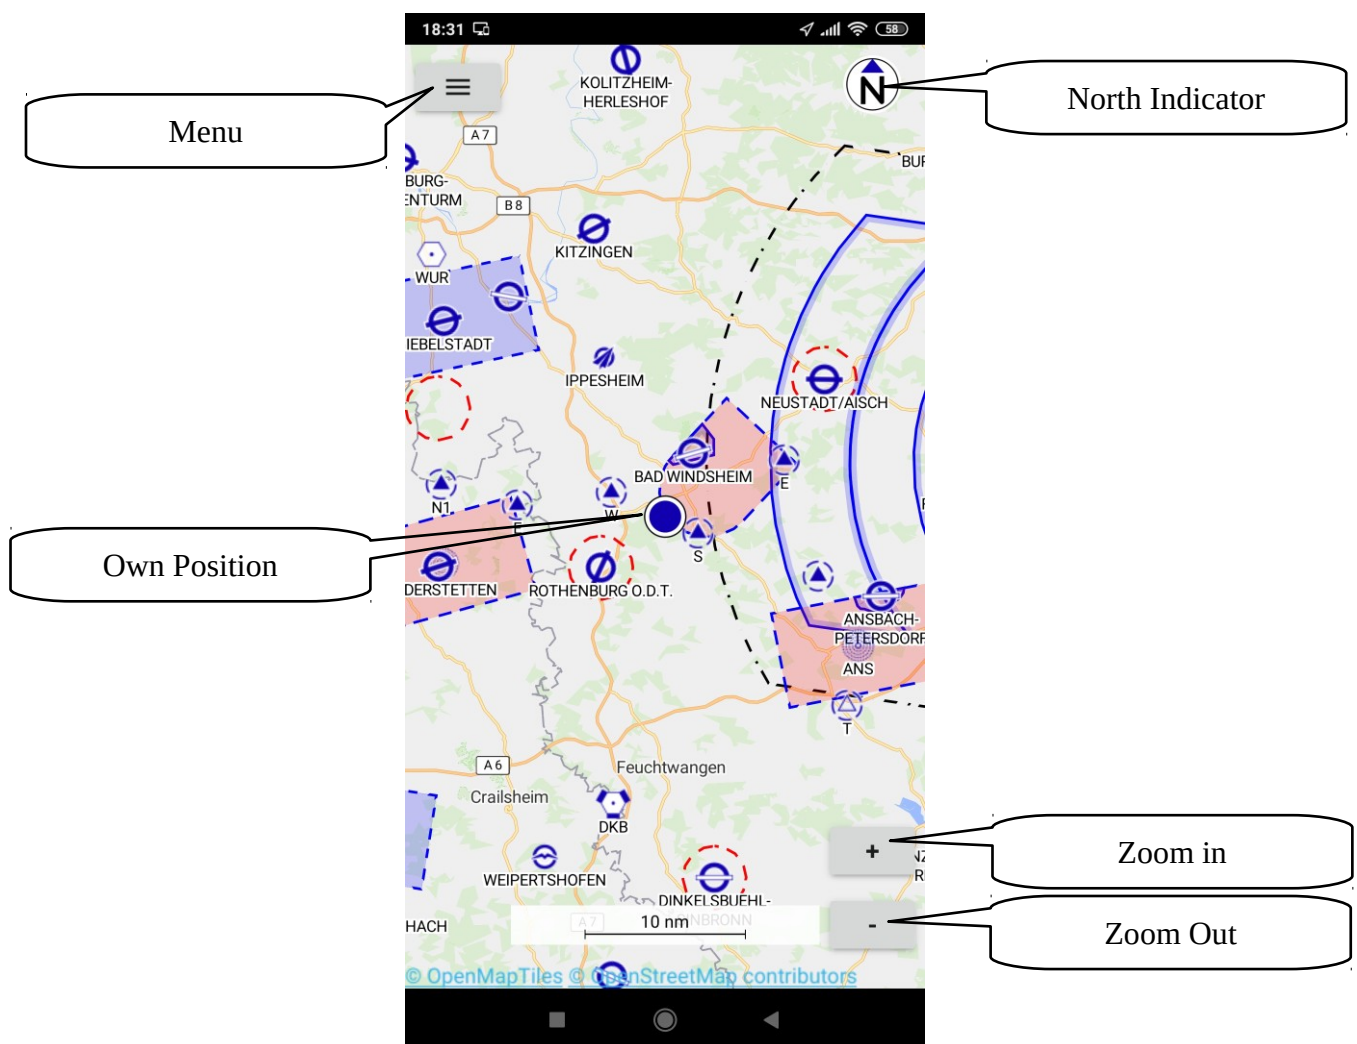 18:31
58
KOLITZHEIM-
HERLESHOF
N
North Indicator
Menu
A 7
BUR
BURG-
ENTURM
B 8
KITZINGEN
WUR
IEBELSTADT
IPPESHEIM
NEUSTADT/AISCH
BAD WINDSHEIM
E
N1
W
E
S
Own Position
DERSTETTEN
ROTHENBURG O.D.T.
ANSBACH-
PETERSDORF
ANS
T
A 6
Feuchtwangen
Crailsheim
DKB
+
Zoom in
WEIPERTSHOFEN
DINKELSBUEHL-
SINBRONN
HACH
A 7
10 nm
-
Zoom Out
© OpenMapTiles © OpenStreetMap contributors